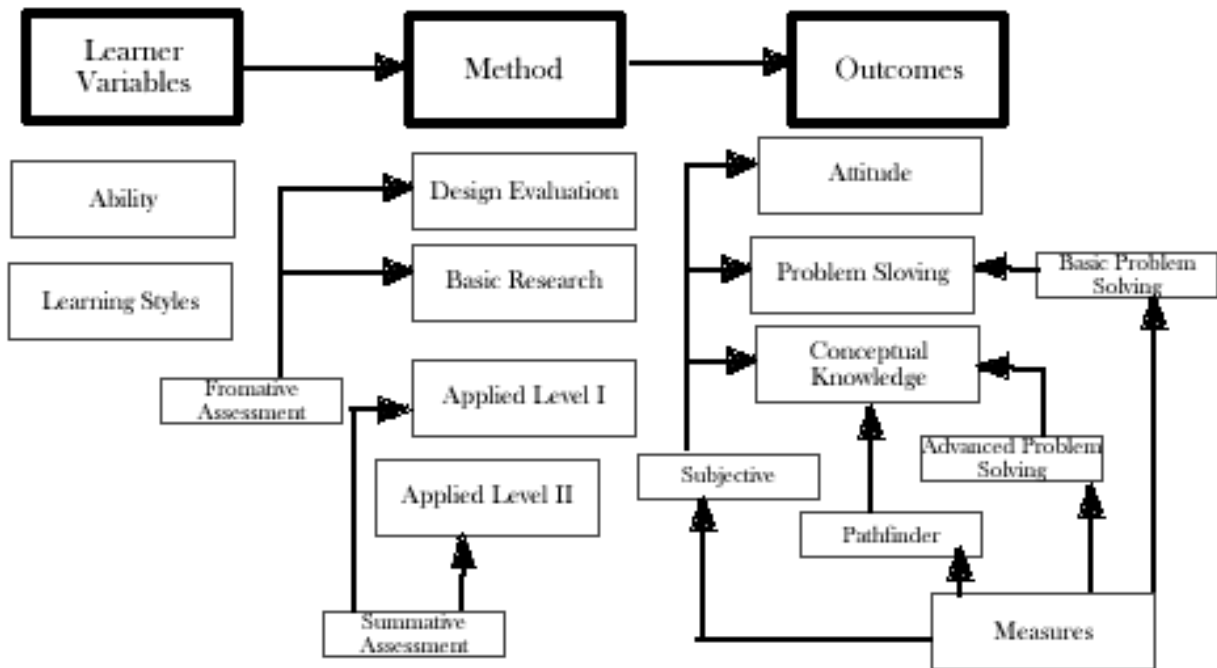 Learner
Variables
Method
Outcomes
Ability
Design Evaluation
Attitude
Learning Styles
Basic Research
Problem Sloving
Basic Problem
Solving
Fromative
Assessment
Applied Level I
Conceptual
Knowledge
Applied Level II
Subjective
Advanced Problem
Solving
Pathfinder
Summative
Assessment
Measures